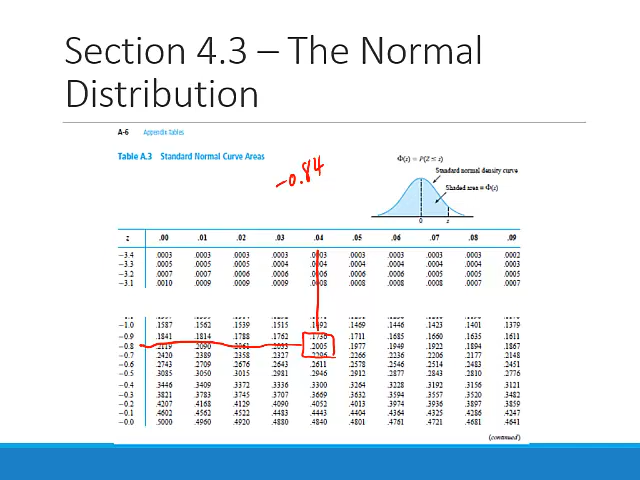 Section 4.3 – The Normal
Distribution
A-6 Appendix Tables
Table A.3 Standard Normal Curve Areas
-0.84
Φ(z) = P(Z ≤ z)
Standard normal density curve
Shaded area = Φ(z)
0 z
z .00 .01 .02 .03 .04 .05 .06 .07 .08 .09
−3.4 .0003 .0003 .0003 .0003 .0003 .0003 .0003 .0003 .0003 .0002
−3.3 .0005 .0005 .0005 .0004 .0004 .0004 .0004 .0004 .0004 .0003
−3.2 .0007 .0007 .0006 .0006 .0006 .0006 .0006 .0005 .0005 .0005
−3.1 .0010 .0009 .0009 .0009 .0008 .0008 .0008 .0008 .0007 .0007
−1.0 .1587 .1562 .1539 .1515 .1492 .1469 .1446 .1423 .1401 .1379
−0.9 .1841 .1814 .1788 .1762 .1736 .1711 .1685 .1660 .1635 .1611
−0.8 .2119 .2090 .2061 .2033 .2005 .1977 .1949 .1922 .1894 .1867
−0.7 .2420 .2389 .2358 .2327 .2296 .2266 .2236 .2206 .2177 .2148
−0.6 .2743 .2709 .2676 .2643 .2611 .2578 .2546 .2514 .2483 .2451
−0.5 .3085 .3050 .3015 .2981 .2946 .2912 .2877 .2843 .2810 .2776
−0.4 .3446 .3409 .3372 .3336 .3300 .3264 .3228 .3192 .3156 .3121
−0.3 .3821 .3783 .3745 .3707 .3669 .3632 .3594 .3557 .3520 .3482
−0.2 .4207 .4168 .4129 .4090 .4052 .4013 .3974 .3936 .3897 .3859
−0.1 .4602 .4562 .4522 .4483 .4443 .4404 .4364 .4325 .4286 .4247
−0.0 .5000 .4960 .4920 .4880 .4840 .4801 .4761 .4721 .4681 .4641
(continued)